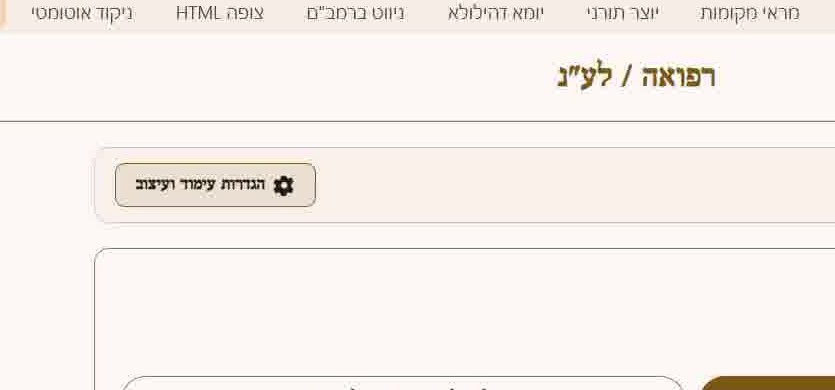 מראי מקומות יוצר תורני יומא דהילולא ניווט ברמב"ם צופה HTML ניקוד אוטומטי
רפואה / לע"נ
הגדרות עימוד ועיצוב